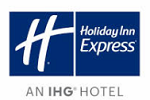 H Holiday Inn
Express
AN IHG® HOTEL